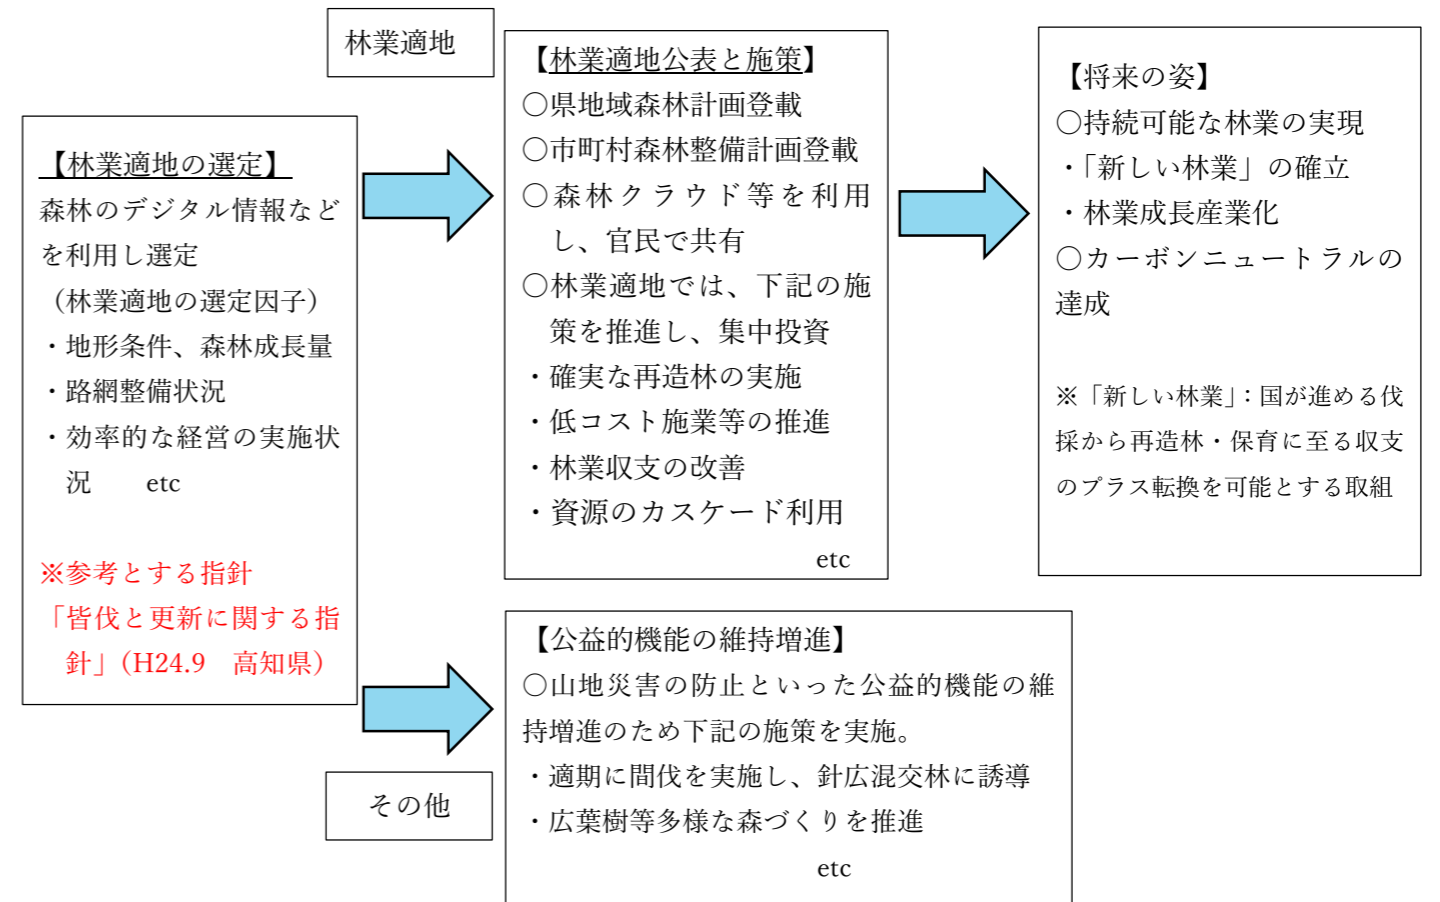 林業適地
【林業適地の選定】
森林のデジタル情報など
を利用し選定
（林業適地の選定因子）
・地形条件、森林成長量
・路網整備状況
・効率的な経営の実施状
況　　etc
※参考とする指針
「皆伐と更新に関する指
針」（H24.9　高知県）
【林業適地公表と施策】
○県地域森林計画登載
○市町村森林整備計画登載
○森林クラウド等を利用
し、官民で共有
○林業適地では、下記の施
策を推進し、集中投資
・確実な再造林の実施
・低コスト施業等の推進
・林業収支の改善
・資源のカスケード利用
etc
【将来の姿】
○持続可能な林業の実現
・「新しい林業」の確立
・林業成長産業化
○カーボンニュートラルの
達成
※「新しい林業」：国が進める伐
採から再造林・保育に至る収支
のプラス転換を可能とする取組
その他
【公益的機能の維持増進】
○山地災害の防止といった公益的機能の維
持増進のため下記の施策を実施。
・適期に間伐を実施し、針広混交林に誘導
・広葉樹等多様な森づくりを推進
etc